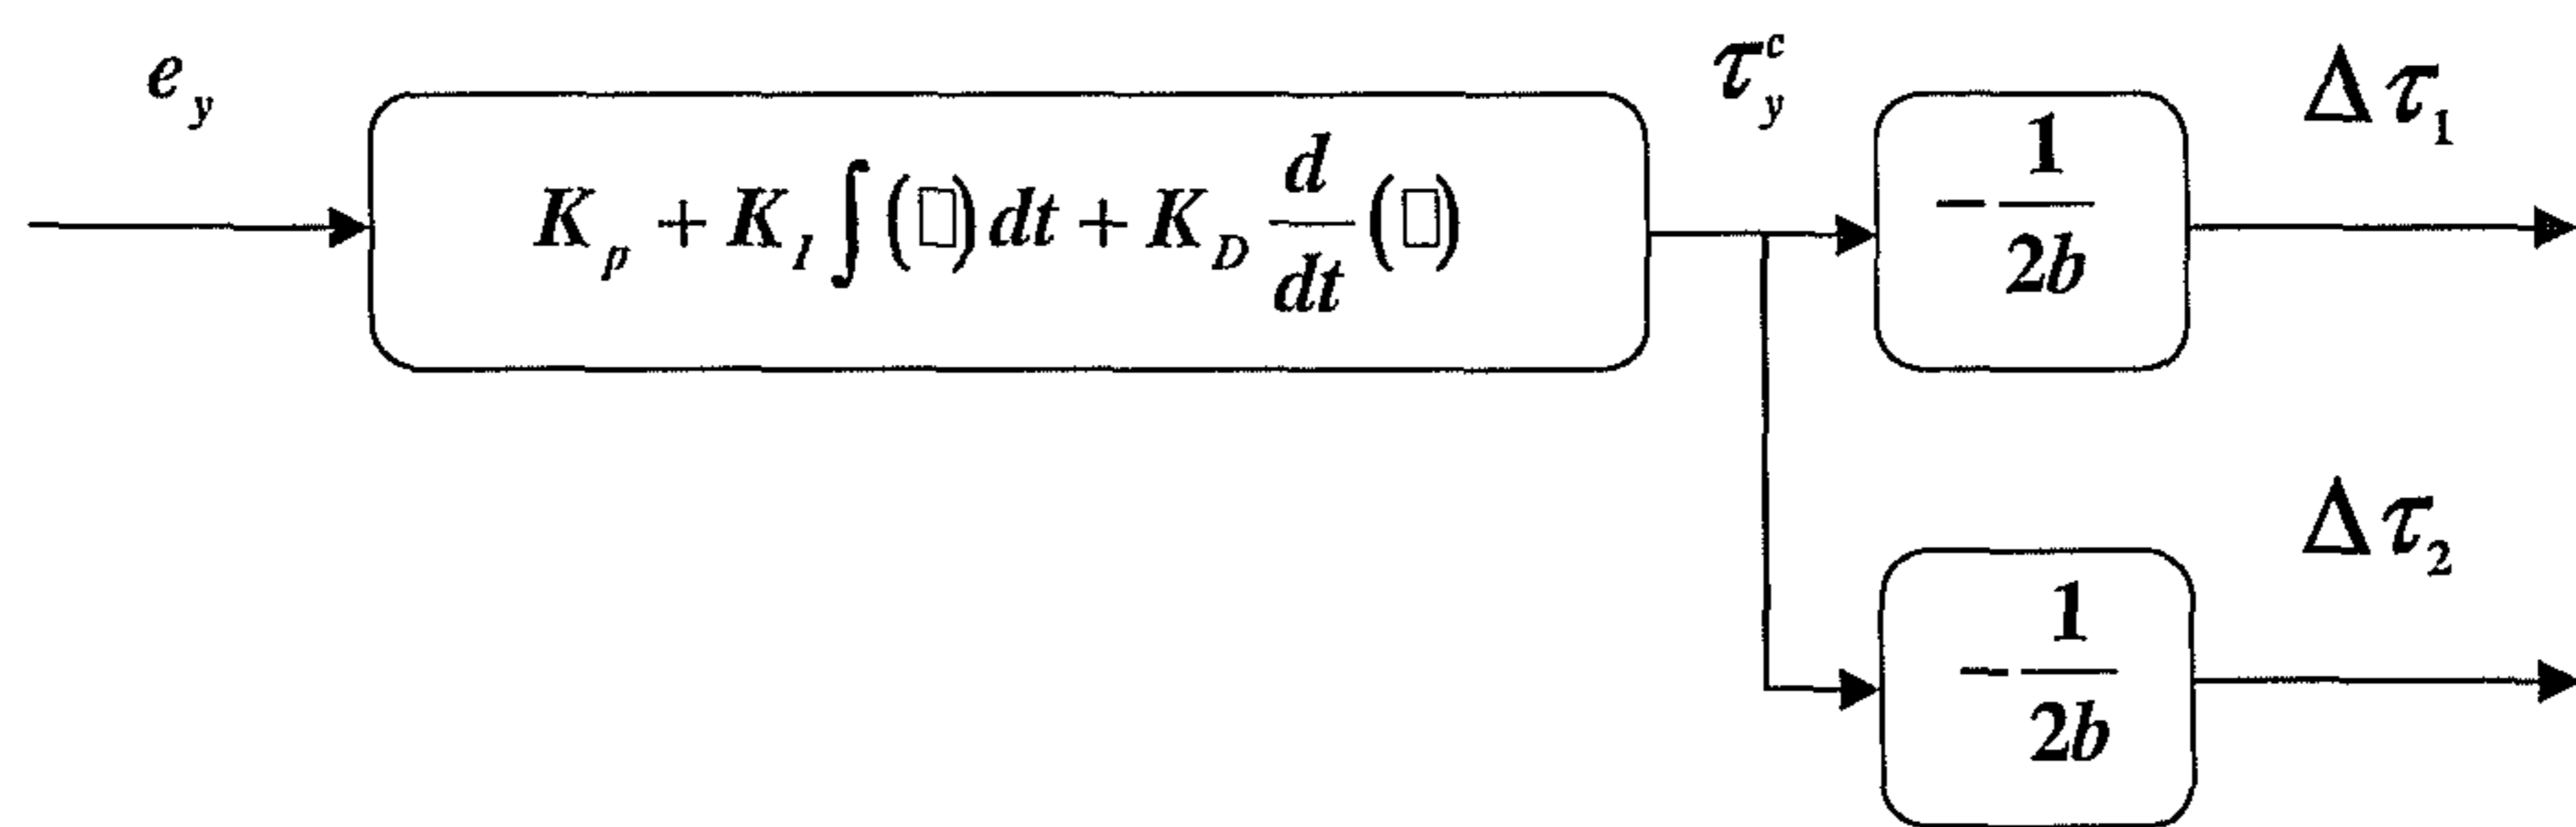 e_y
K_p + K_I ∫(□)dt + K_D d/dt (□)
τ_y^c
-1/2b
Δτ_1
-1/2b
Δτ_2